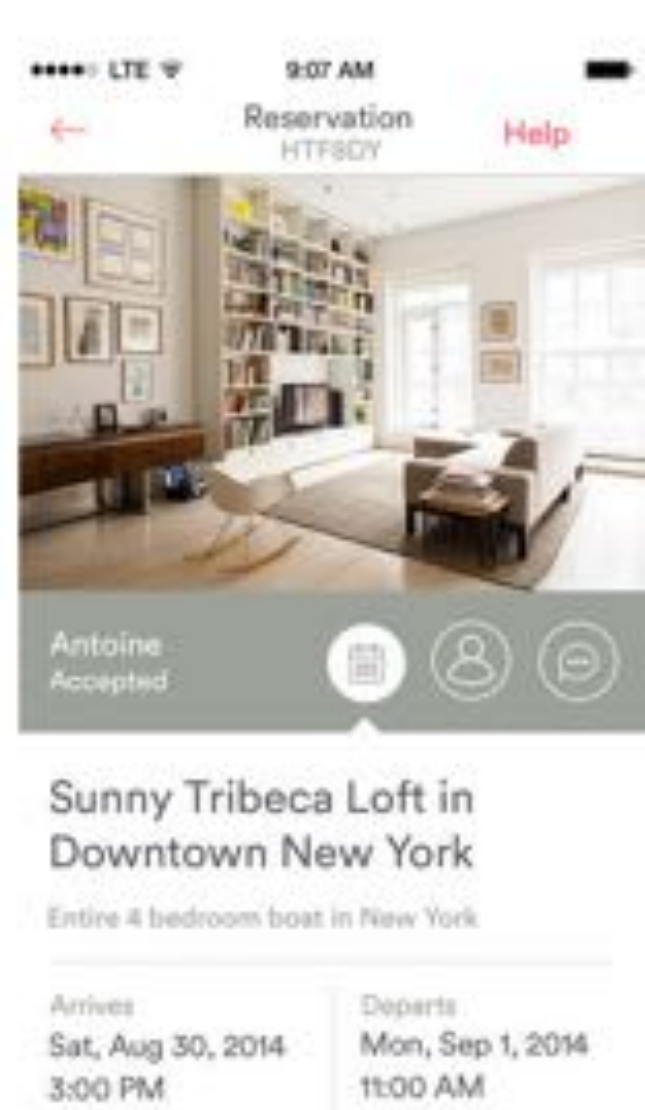 LTE 9:07 AM
← Reservation Help
HTF8DY
Antoine
Accepted
Sunny Tribeca Loft in
Downtown New York
Entire 4 bedroom boat in New York
Arrives Departs
Sat, Aug 30, 2014 Mon, Sep 1, 2014
3:00 PM 11:00 AM